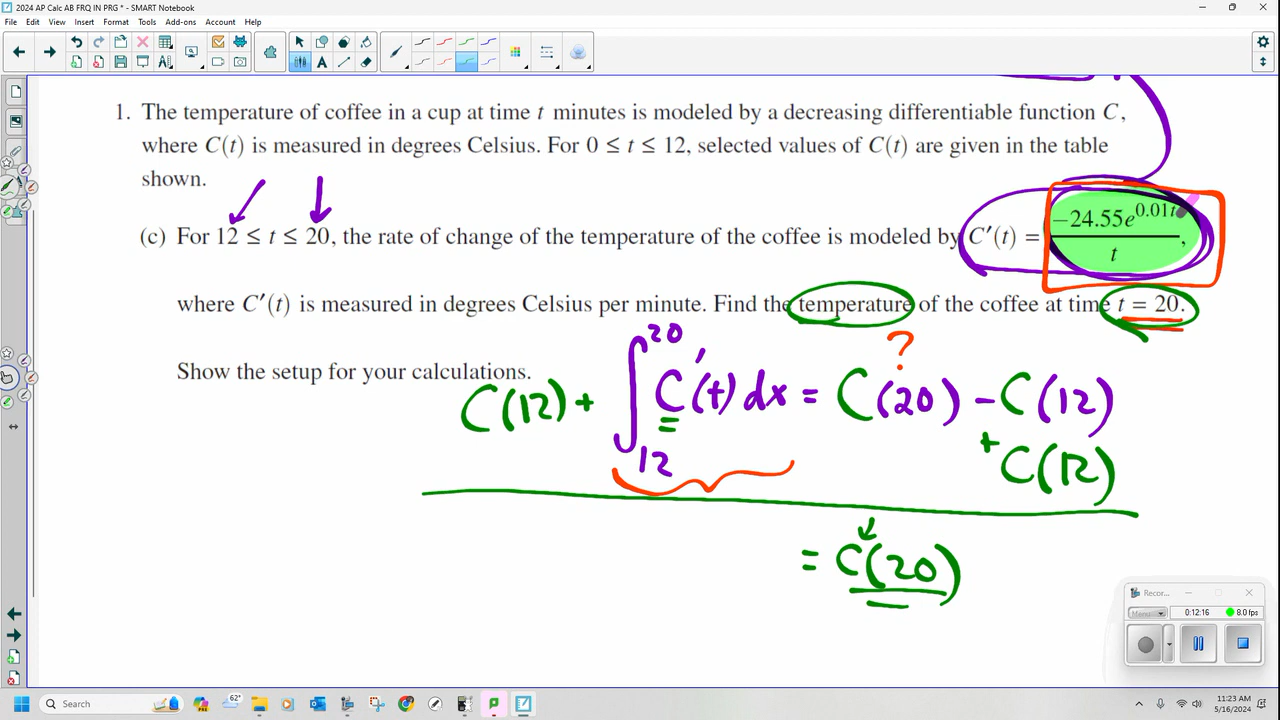 2024 AP Calc AB FRQ IN PRG * - SMART Notebook
File Edit View Insert Format Tools Add-ons Account Help
1. The temperature of coffee in a cup at time t minutes is modeled by a decreasing differentiable function C,
where C(t) is measured in degrees Celsius. For 0 ≤ t ≤ 12, selected values of C(t) are given in the table
shown.
(c) For 12 ≤ t ≤ 20, the rate of change of the temperature of the coffee is modeled by C′(t) = −24.55e^{0.01t} / t,
where C′(t) is measured in degrees Celsius per minute. Find the temperature of the coffee at time t = 20.
Show the setup for your calculations.
?
C(12) + ∫_{12}^{20} C′(t) dx = C(20) − C(12)
+ C(12)
= C(20)
Recor...
Menu
0:12:16 8.0 fps
Search
62°
11:23 AM
5/16/2024